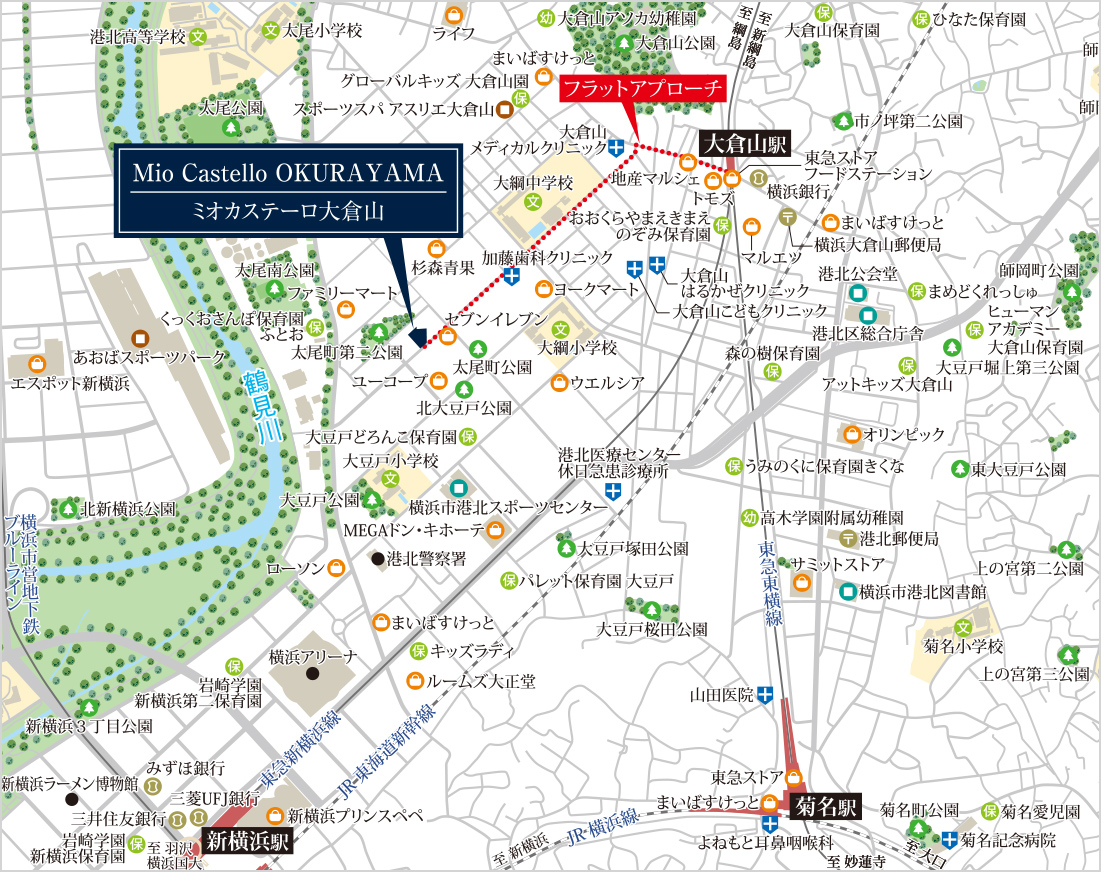 港北高等学校
太尾小学校
ライフ
大倉山アソカ幼稚園
大倉山公園
至 綱島
至 新綱島
大倉山保育園
ひなた保育園
師
まいばすけっと
グローバルキッズ 大倉山園
スポーツスパ アスリエ大倉山
フラットアプローチ
太尾公園
師
市ノ坪第二公園
大倉山
メディカルクリニック
大倉山駅
東急ストア
フードステーション
Mio Castello OKURAYAMA
ミオカステーロ大倉山
大綱中学校
地産マルシェ
トモズ
横浜銀行
おおくらやまえきまえ
のぞみ保育園
マルエツ
まいばすけっと
横浜大倉山郵便局
杉森青果
加藤歯科クリニック
ヨークマート
大倉山
はるかぜクリニック
大倉山こどもクリニック
港北公会堂
港北区総合庁舎
師岡町公園
まめどくれっしゅ
ヒューマン
アカデミー
大倉山保育園
大豆戸堀上第三公園
太尾南公園
ファミリーマート
くっくおさんぽ保育園
ふとお
太尾町第二公園
セブンイレブン
太尾町公園
大綱小学校
森の樹保育園
アットキッズ大倉山
あおばスポーツパーク
エスポット新横浜
鶴見川
ユーコープ
北大豆戸公園
ウエルシア
オリンピック
大豆戸どろんこ保育園
大豆戸小学校
港北医療センター
休日急患診療所
うみのくに保育園きくな
東大豆戸公園
大豆戸公園
横浜市港北スポーツセンター
北新横浜公園
横浜市営地下鉄
ブルーライン
MEGAドン・キホーテ
高木学園附属幼稚園
港北郵便局
ローソン
港北警察署
大豆戸塚田公園
東急東横線
サミットストア
上の宮第二公園
パレット保育園 大豆戸
横浜市港北図書館
まいばすけっと
大豆戸桜田公園
菊名小学校
横浜アリーナ
キッズラディ
上の宮第三公園
岩崎学園
新横浜第二保育園
ルームズ大正堂
山田医院
新横浜3丁目公園
東急新横浜線
JR 東海道新幹線
みずほ銀行
新横浜ラーメン博物館
三菱UFJ銀行
三井住友銀行
新横浜プリンスペペ
東急ストア
まいばすけっと
菊名駅
菊名町公園
菊名愛児園
岩崎学園
新横浜保育園
至 羽沢
横浜国大
新横浜駅
至 新横浜
JR 横浜線
よねもと耳鼻咽喉科
至 妙蓮寺
至 大口
菊名記念病院